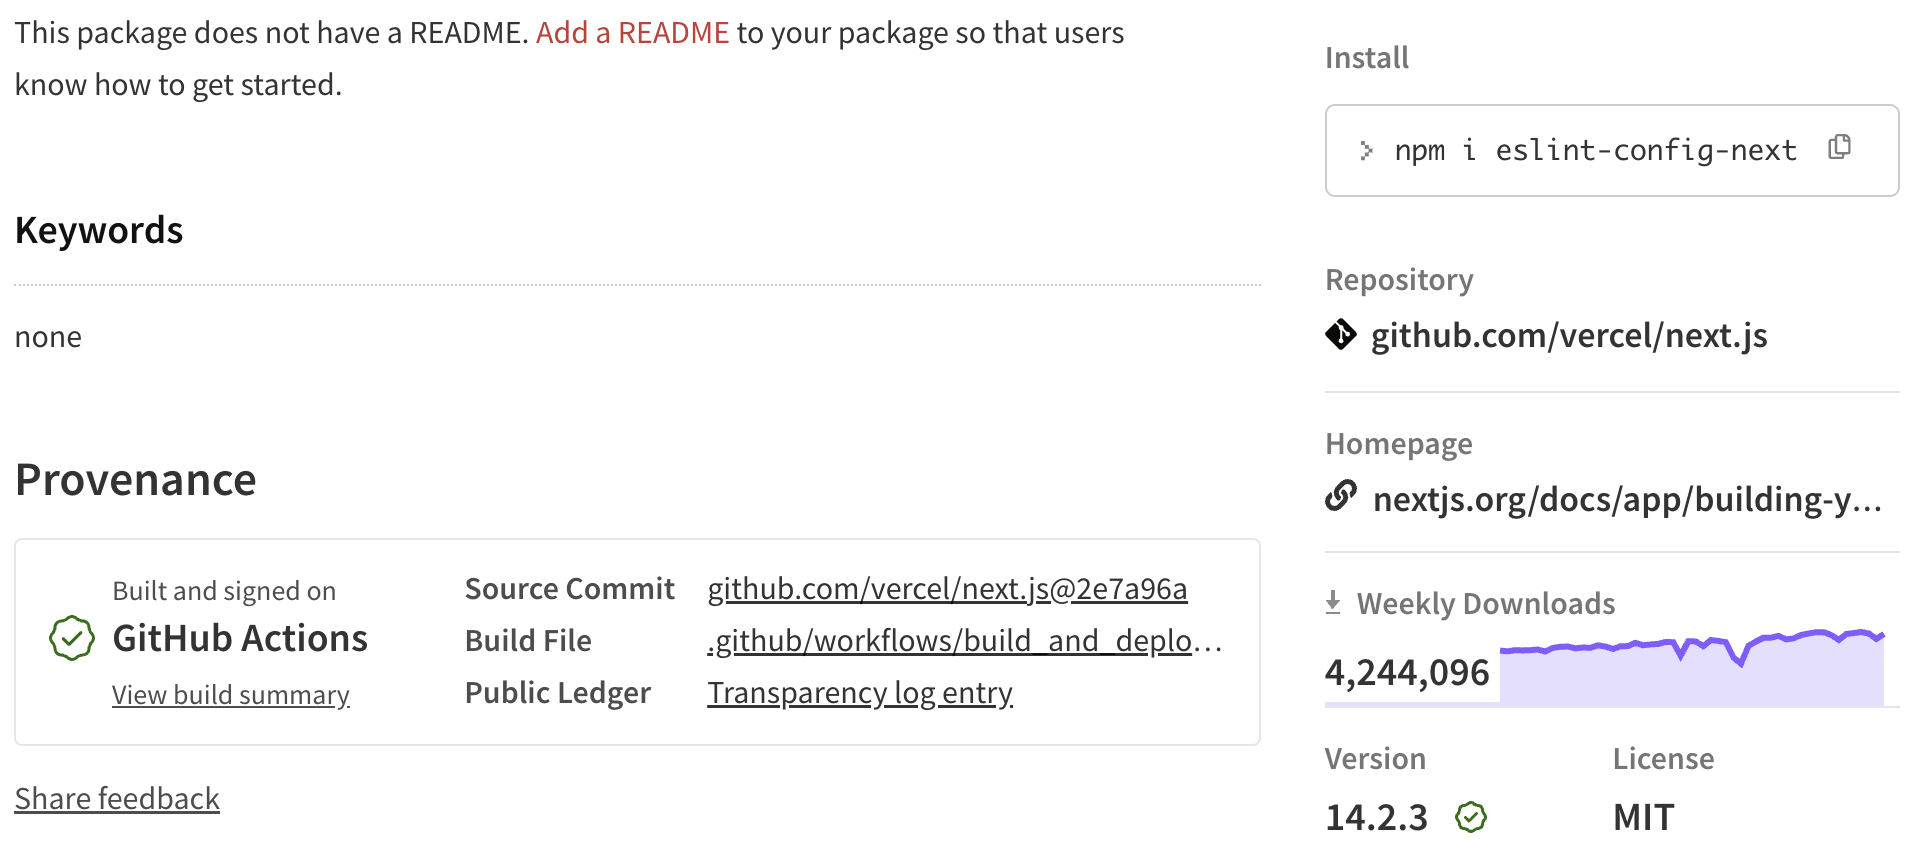 This package does not have a README. Add a README to your package so that users
know how to get started.
Keywords
none
Provenance
Built and signed on
GitHub Actions
View build summary
Source Commit github.com/vercel/next.js@2e7a96a
Build File .github/workflows/build_and_deplo…
Public Ledger Transparency log entry
Share feedback
Install
npm i eslint-config-next
Repository
github.com/vercel/next.js
Homepage
nextjs.org/docs/app/building-y…
Weekly Downloads
4,244,096
Version
14.2.3
License
MIT